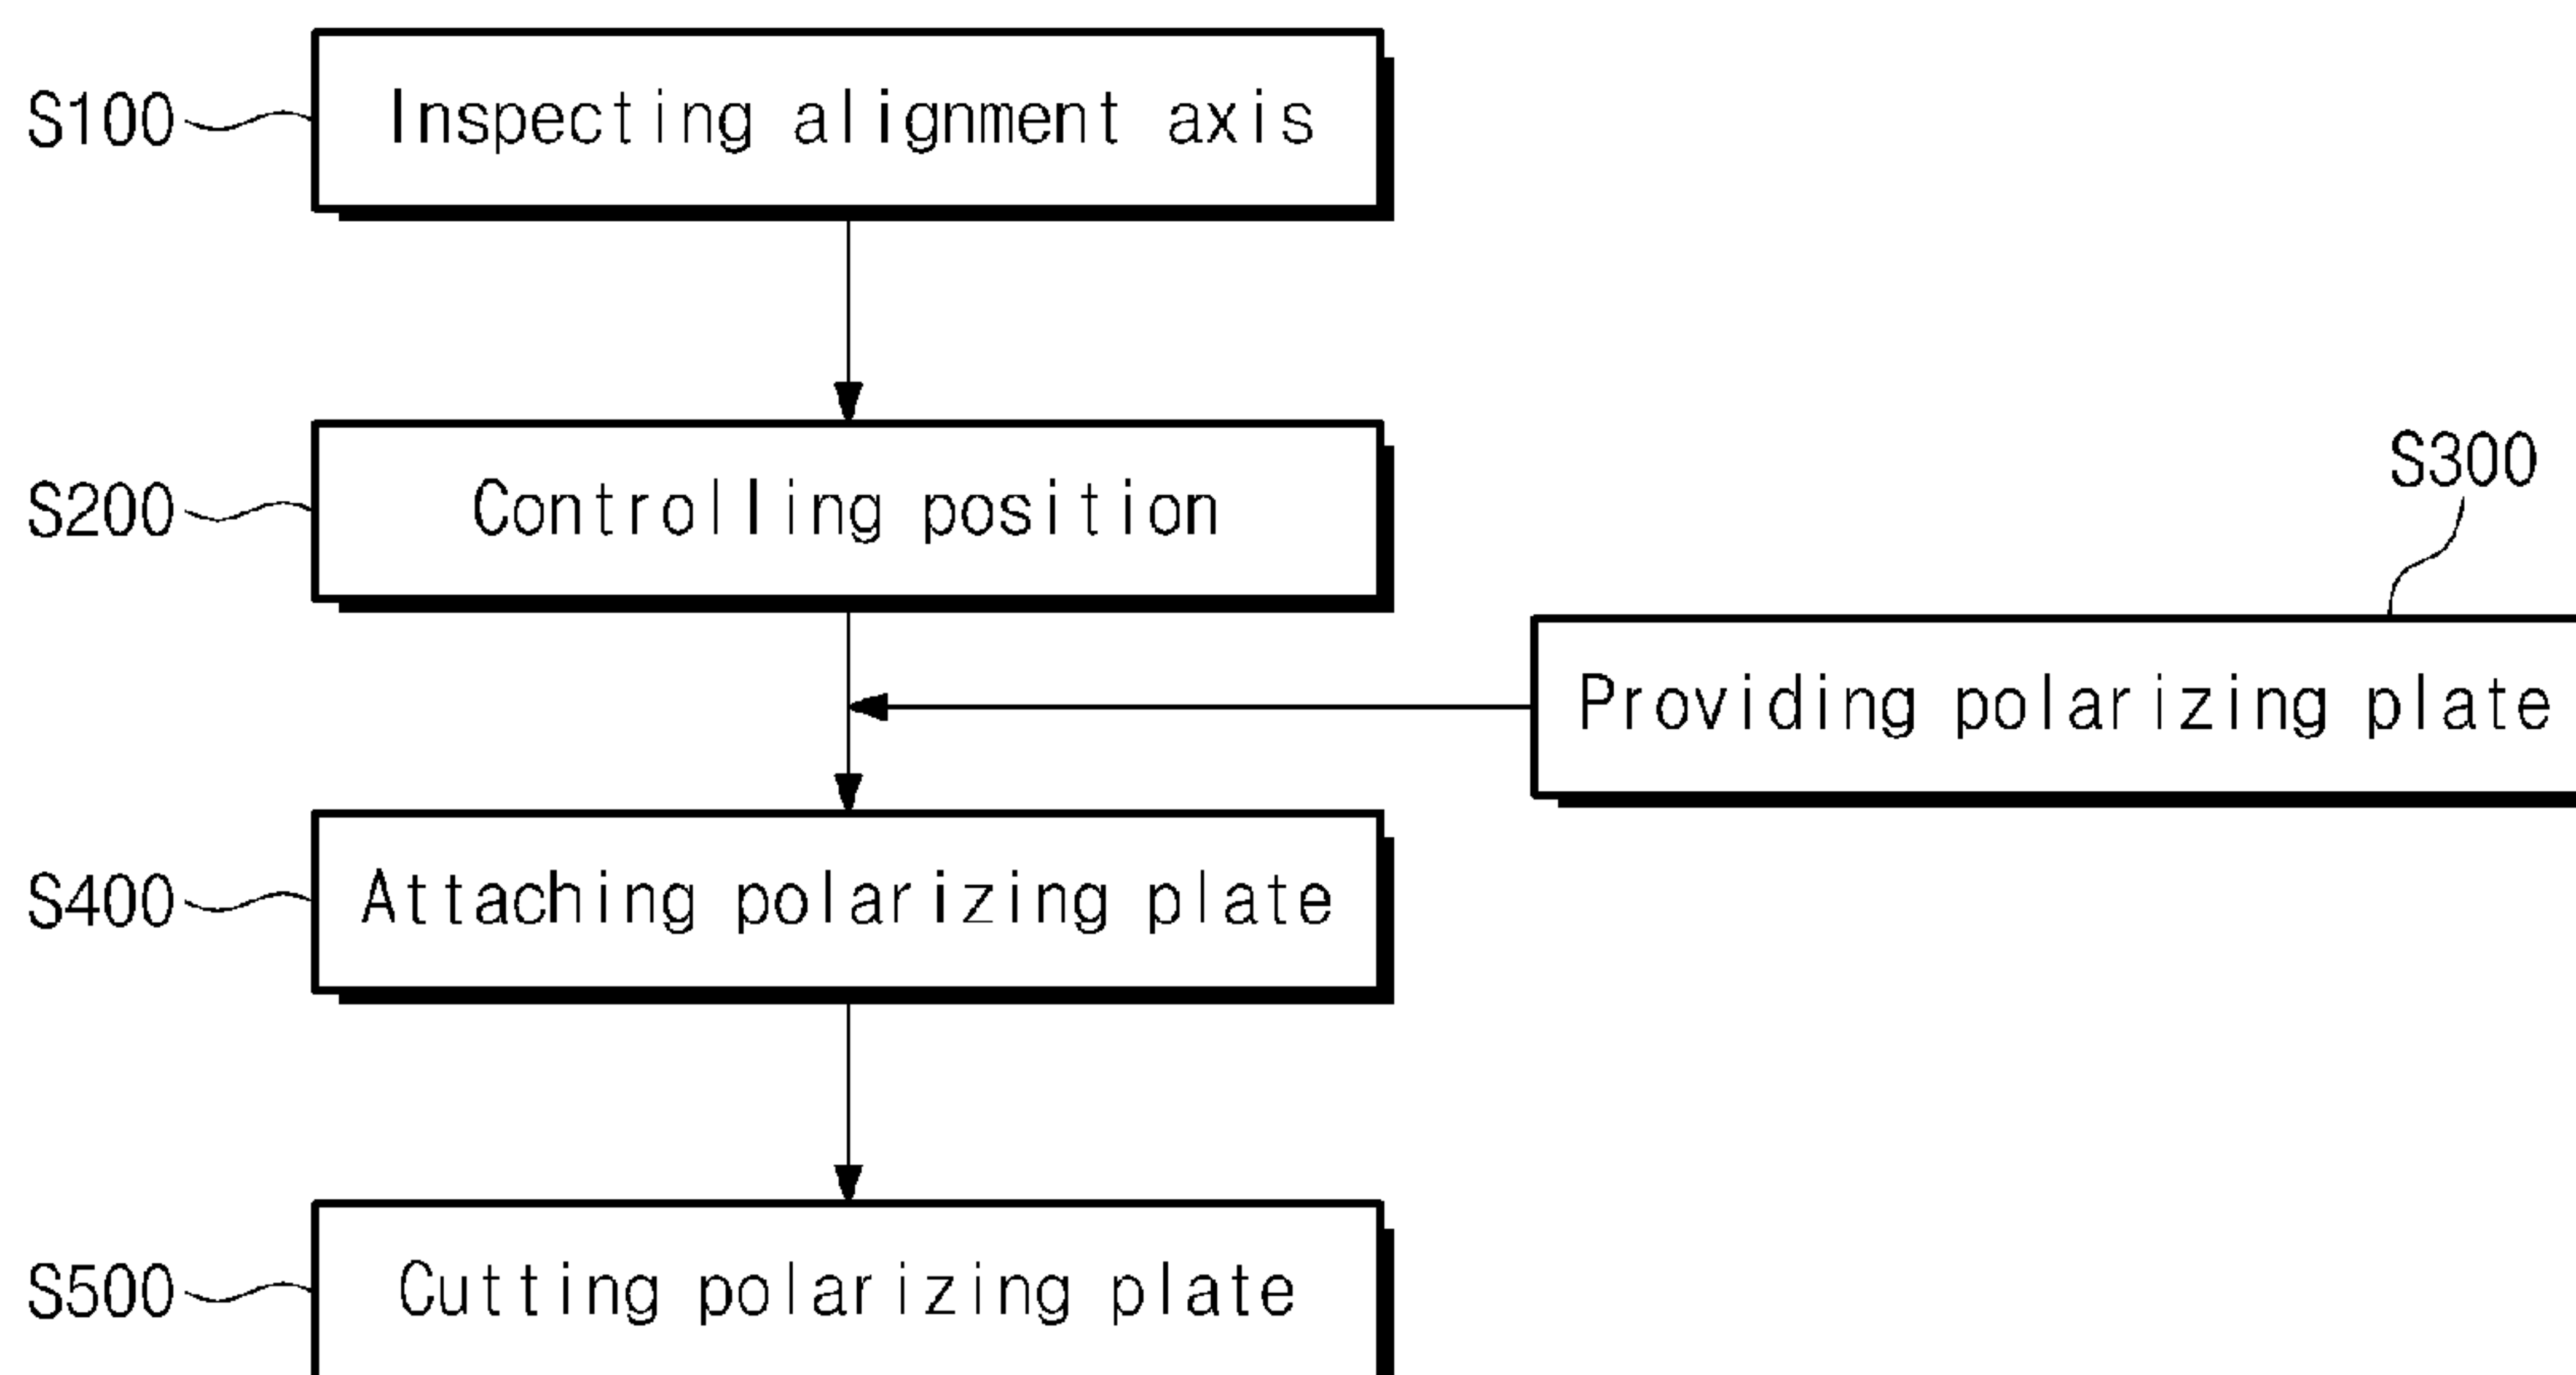 S100 Inspecting alignment axis
S200 Controlling position
S300
Providing polarizing plate
S400 Attaching polarizing plate
S500 Cutting polarizing plate